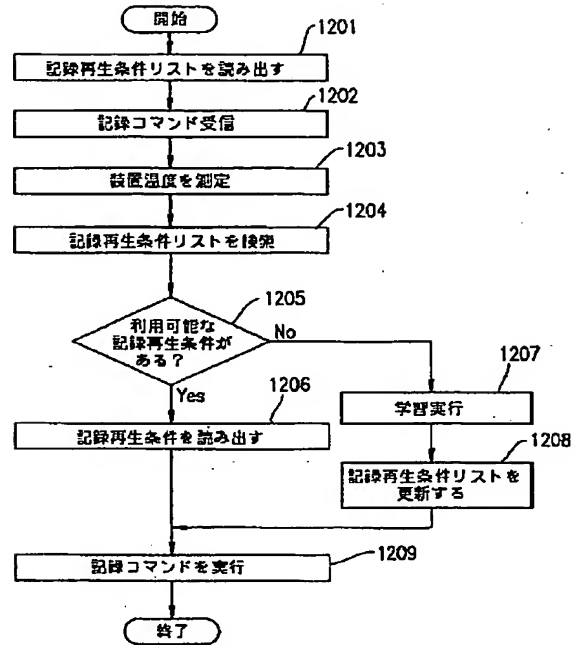 開始
1201
記録再生条件リストを読み出す
1202
記録コマンド受信
1203
装置温度を測定
1204
記録再生条件リストを検索
1205
利用可能な
記録再生条件が
ある?
No
Yes
1206
記録再生条件を読み出す
1207
学習実行
1208
記録再生条件リストを
更新する
1209
記録コマンドを実行
終了